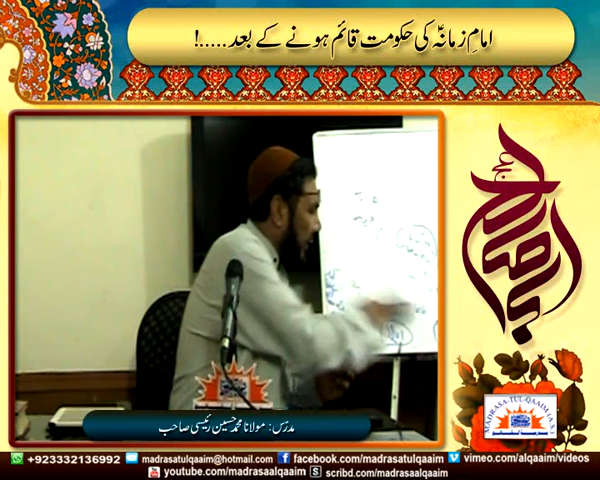 امامِ زمانہؑ کی حکومت قائم ہونے کے بعد.....!
مدرّس: مولانا محمد حسین رئیسی صاحب
MADRASA-TUL-QAAIM (A.S.)
+923332136992 madrasatulqaaim@hotmail.com facebook.com/madrasatulqaaim vimeo.com/alqaaim/videos
youtube.com/madrasaalqaaim scribd.com/madrasaalqaaim